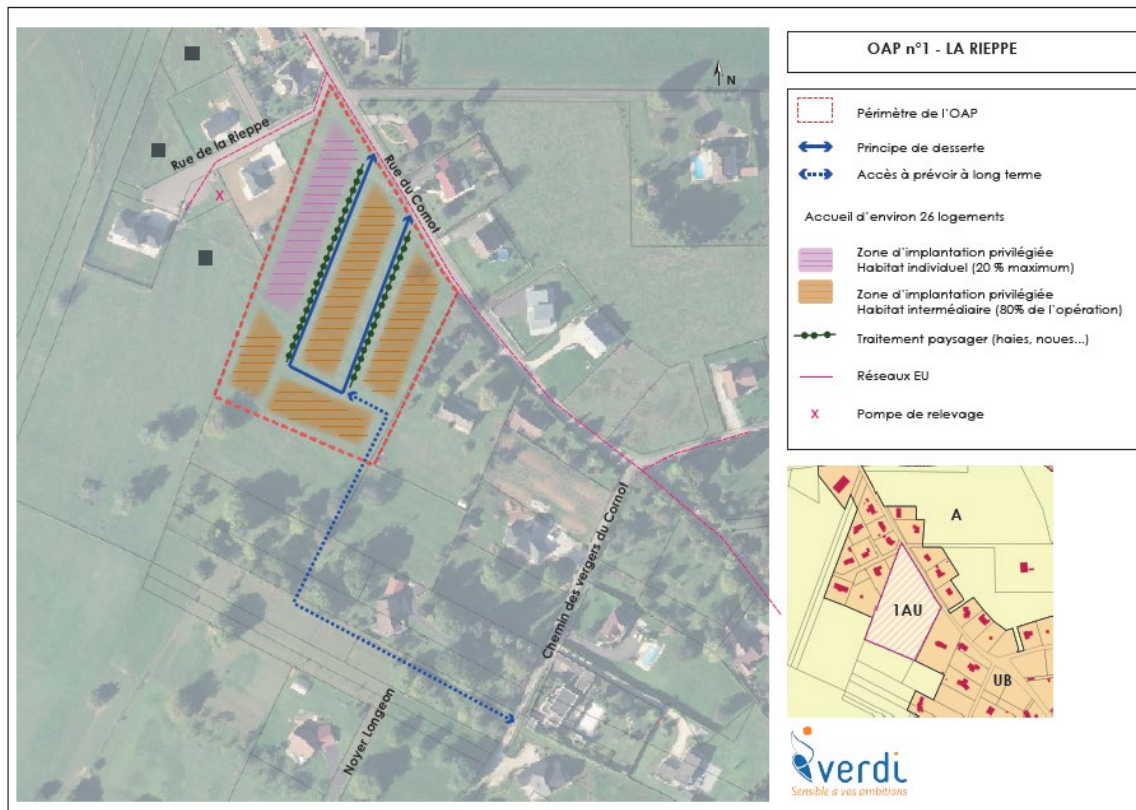 OAP n°1 - LA RIEPPE
Périmètre de l'OAP
Principe de desserte
Accès à prévoir à long terme
Accueil d'environ 26 logements
Zone d'implantation privilégiée
Habitat individuel (20 % maximum)
Zone d'implantation privilégiée
Habitat intermédiaire (80% de l'opération)
Traitement paysager (haies, noues...)
Réseaux EU
X
Pompe de relevage
N
Rue de la Rieppe
X
Rue du Cornot
Chemin des vergers du Cornot
Noyer Longeon
A
1AU
UB
verdi
Sensible à vos ambitions